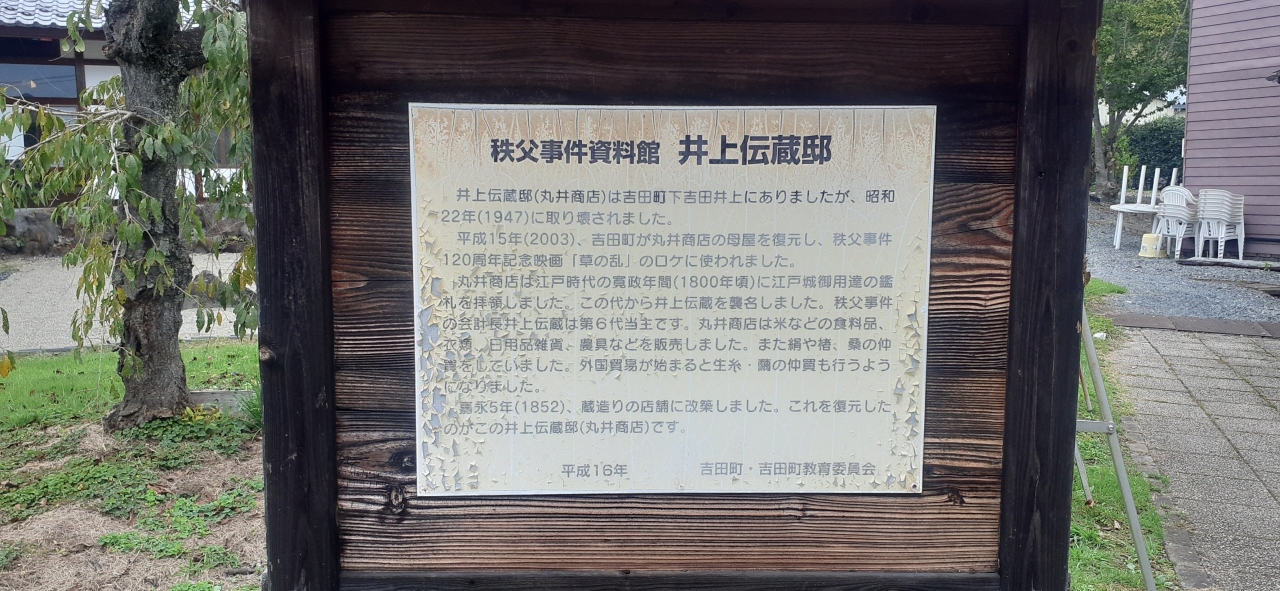 秩父事件資料館 井上伝蔵邸
井上伝蔵邸(丸井商店)は吉田町下吉田井上にありましたが、昭和
22年(1947)に取り壊されました。
平成15年(2003)、吉田町が丸井商店の母屋を復元し、秩父事件
120周年記念映画「草の乱」のロケに使われました。
丸井商店は江戸時代の寛政年間(1800年頃)に江戸城御用達の鑑
札を拝領しました。この代から井上伝蔵を襲名しました。秩父事件
の会計長井上伝蔵は第6代当主です。丸井商店は米などの食料品、
衣類、日用品雑貨、農具などを販売しました。また絹や楮、桑の仲
買をしていました。外国貿易が始まると生糸・繭の仲買も行うよう
になりました。
嘉永5年(1852)、蔵造りの店舗に改築しました。これを復元した
のがこの井上伝蔵邸(丸井商店)です。
平成16年 吉田町・吉田町教育委員会